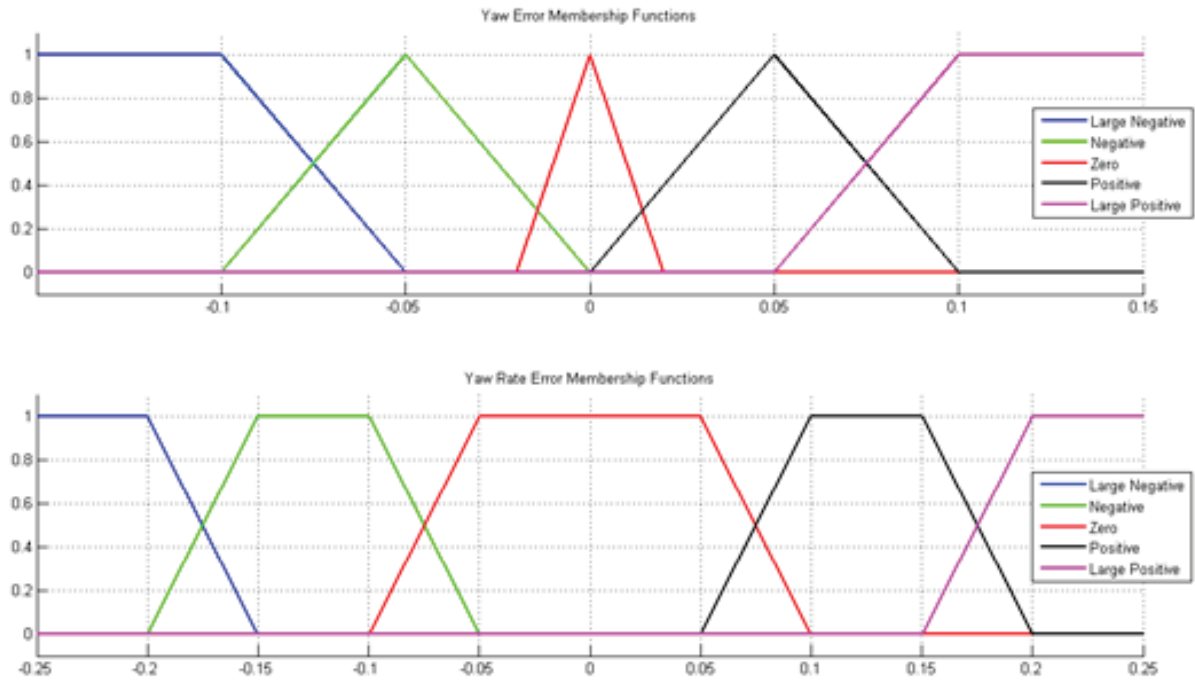 Yaw Error Membership Functions
1
0.8
0.6
0.4
0.2
0
-0.1
-0.05
0
0.05
0.1
0.15
Large Negative
Negative
Zero
Positive
Large Positive
Yaw Rate Error Membership Functions
1
0.8
0.6
0.4
0.2
0
-0.25
-0.2
-0.15
-0.1
-0.05
0
0.05
0.1
0.15
0.2
0.25
Large Negative
Negative
Zero
Positive
Large Positive